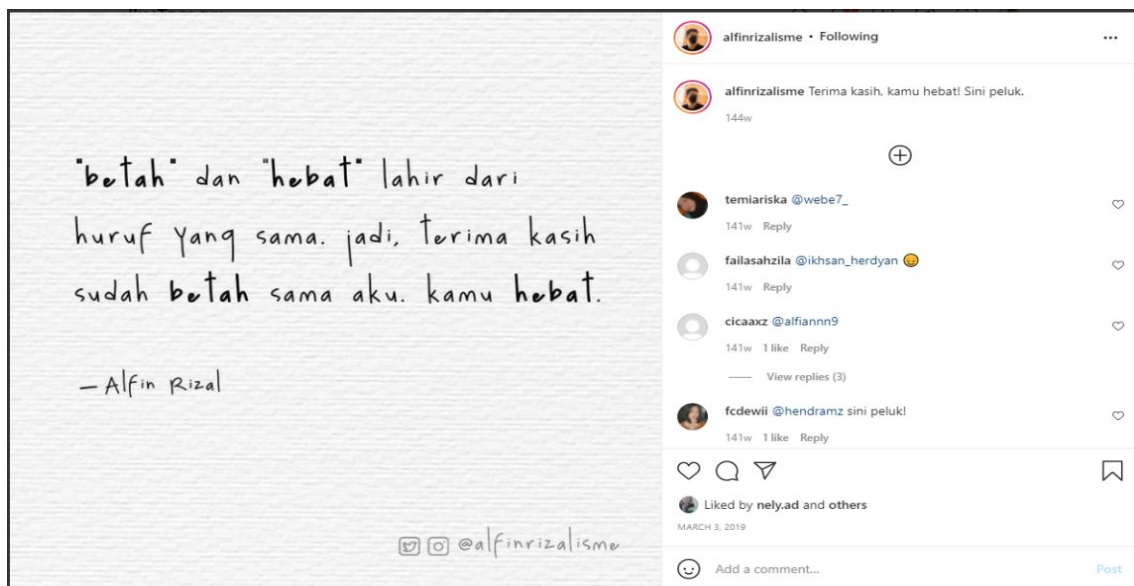 "betah" dan "hebat" lahir dari
huruf yang sama. jadi, terima kasih
sudah betah sama aku. kamu hebat.
— Alfin Rizal
@alfinrizalisme
alfinrizalisme • Following
alfinrizalisme Terima kasih, kamu hebat! Sini peluk.
144w
temiariska @webe7_
141w Reply
failasahzila @ikhsan_herdyan
141w Reply
cicaaxz @alfiannn9
141w 1 like Reply
View replies (3)
fcdewii @hendramz sini peluk!
141w 1 like Reply
Liked by nely.ad and others
MARCH 3, 2019
Add a comment...
Post